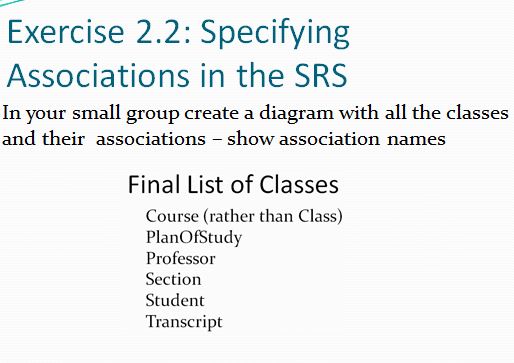 Exercise 2.2: Specifying
Associations in the SRS
In your small group create a diagram with all the classes
and their associations – show association names
Final List of Classes
Course (rather than Class)
PlanOfStudy
Professor
Section
Student
Transcript